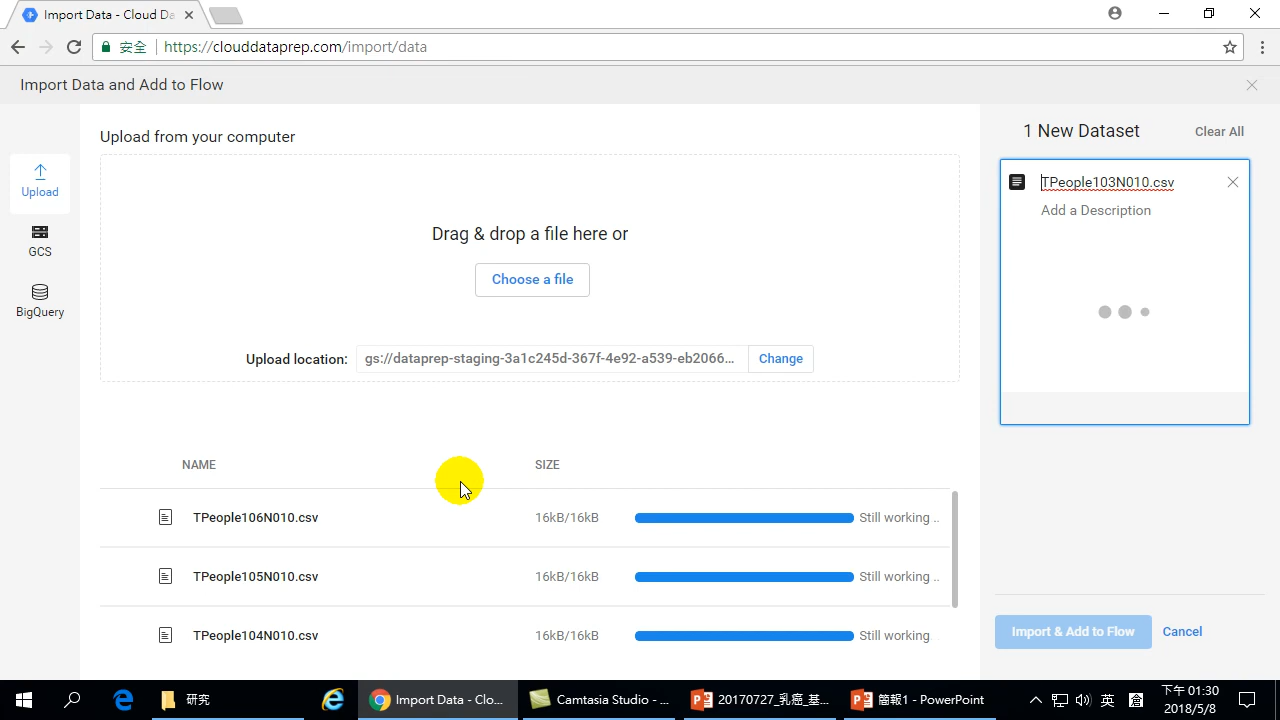 Import Data - Cloud Da
安全 https://clouddataprep.com/import/data
Import Data and Add to Flow
Upload
GCS
BigQuery
Upload from your computer
Drag & drop a file here or
Choose a file
Upload location: gs://dataprep-staging-3a1c245d-367f-4e92-a539-eb2066... Change
NAME SIZE
TPeople106N010.csv 16kB/16kB Still working ..
TPeople105N010.csv 16kB/16kB Still working ..
TPeople104N010.csv 16kB/16kB Still working
1 New Dataset Clear All
TPeople103N010.csv
Add a Description
Import & Add to Flow Cancel
研究 Import Data - Clo... Camtasia Studio - ... 20170727_乳癌_基... 簡報1 - PowerPoint 英 下午 01:30
2018/5/8